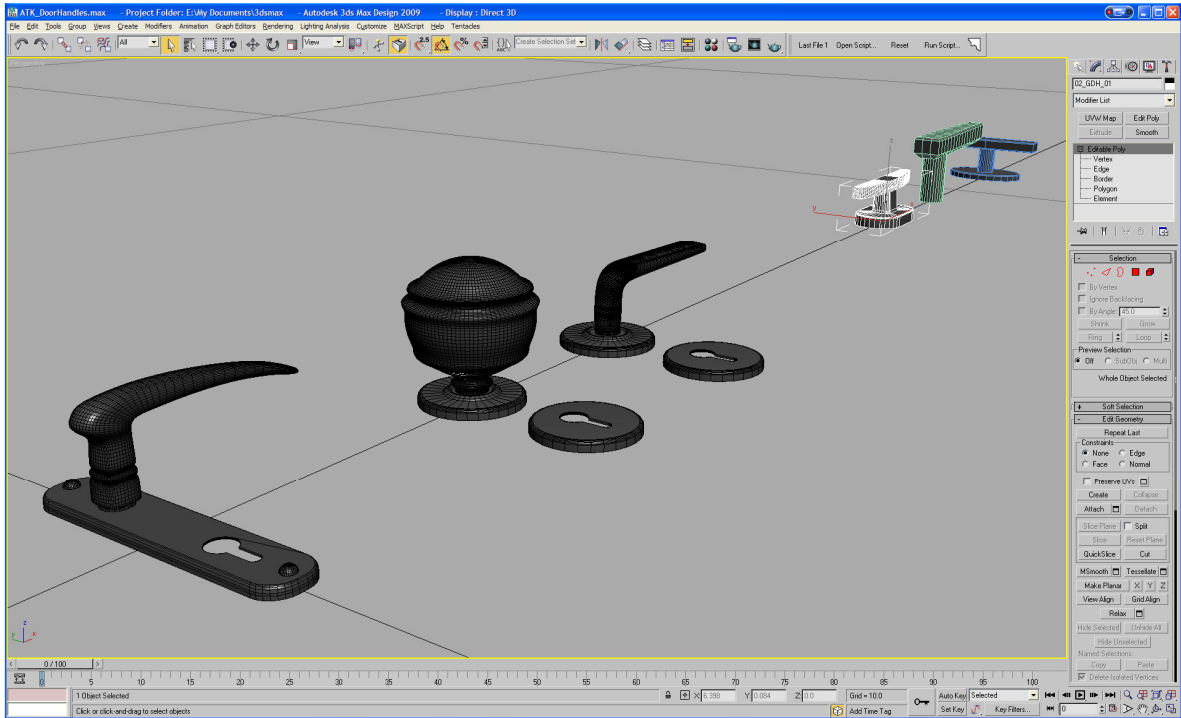 ATK_DoorHandles.max - Project Folder: E:\My Documents\3dsmax - Autodesk 3ds Max Design 2009 - Display : Direct 3D
File Edit Tools Group Views Create Modifiers Animation Graph Editors Rendering Lighting Analysis Customize MAXScript Help Tentacles
All View 2.5 Create Selection Set Last File 1 Open Script... Reset Run Script...
02_GDH_01
Modifier List
UVW Map Edit Poly
Extrude Smooth
Editable Poly
Vertex
Edge
Border
Polygon
Element
z
y
x
- Selection
By Vertex
Ignore Backfacing
By Angle: 45.0
Shrink Grow
Ring Loop
Preview Selection
Off SubObj Multi
Whole Object Selected
+ Soft Selection
- Edit Geometry
Repeat Last
Constraints
None Edge
Face Normal
Preserve UVs
Create Collapse
Attach Detach
Slice Plane Split
Slice Reset Plane
QuickSlice Cut
MSmooth Tessellate
Make Planar X Y Z
View Align Grid Align
Relax
Hide Selected Unhide All
Hide Unselected
Named Selections:
Copy Paste
Delete Isolated Vertices
z
y x
< 0 / 100 >
0 5 10 15 20 25 30 35 40 45 50 55 60 65 70 75 80 85 90 95 100
1 Object Selected X: 6.398 Y: 0.084 Z: 0.0 Grid = 10.0 Auto Key Selected
Click or click-and-drag to select objects Add Time Tag Set Key Key Filters... 0